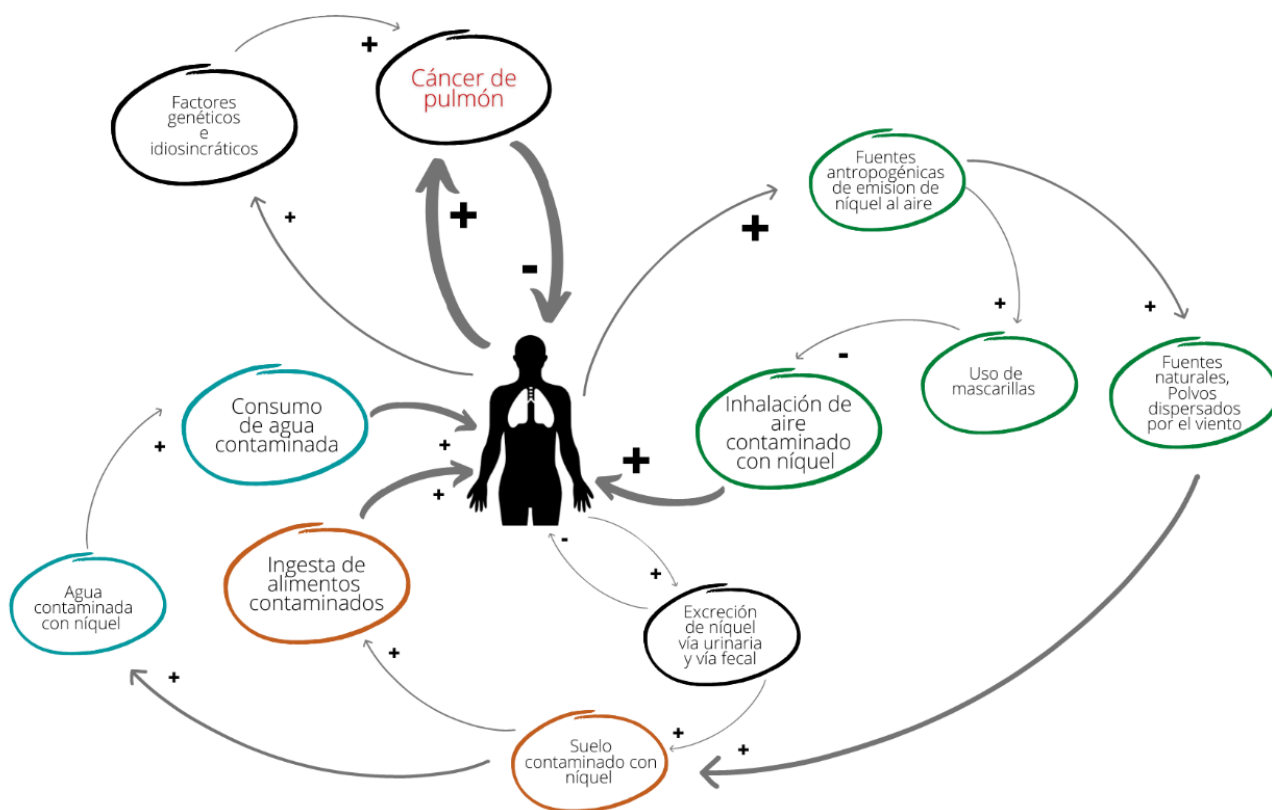 +
Cáncer de
pulmón
Factores
genéticos
e
idiosincráticos
+
+
-
Fuentes
antropogénicas
de emision de
níquel al aire
+
+
+
-
Uso de
mascarillas
Fuentes
naturales,
Polvos
dispersados
por el viento
Consumo
de agua
contaminada
+
+
+
Inhalación de
aire
contaminado
con níquel
+
Ingesta de
alimentos
contaminados
-
+
Agua
contaminada
con níquel
Excreción
de níquel
vía urinaria
y vía fecal
+
+
+
+
Suelo
contaminado con
níquel